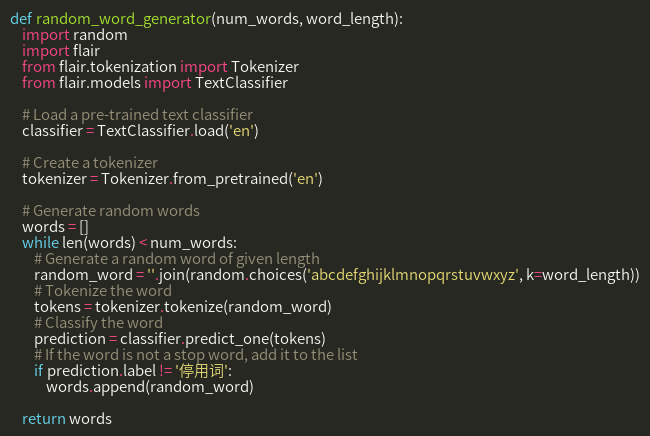 def random_word_generator(num_words, word_length):
    import random
    import flair
    from flair.tokenization import Tokenizer
    from flair.models import TextClassifier

    # Load a pre-trained text classifier
    classifier = TextClassifier.load('en')

    # Create a tokenizer
    tokenizer = Tokenizer.from_pretrained('en')

    # Generate random words
    words = []
    while len(words) < num_words:
        # Generate a random word of given length
        random_word = ''.join(random.choices('abcdefghijklmnopqrstuvwxyz', k=word_length))
        # Tokenize the word
        tokens = tokenizer.tokenize(random_word)
        # Classify the word
        prediction = classifier.predict_one(tokens)
        # If the word is not a stop word, add it to the list
        if prediction.label != '停用词':
            words.append(random_word)

    return words